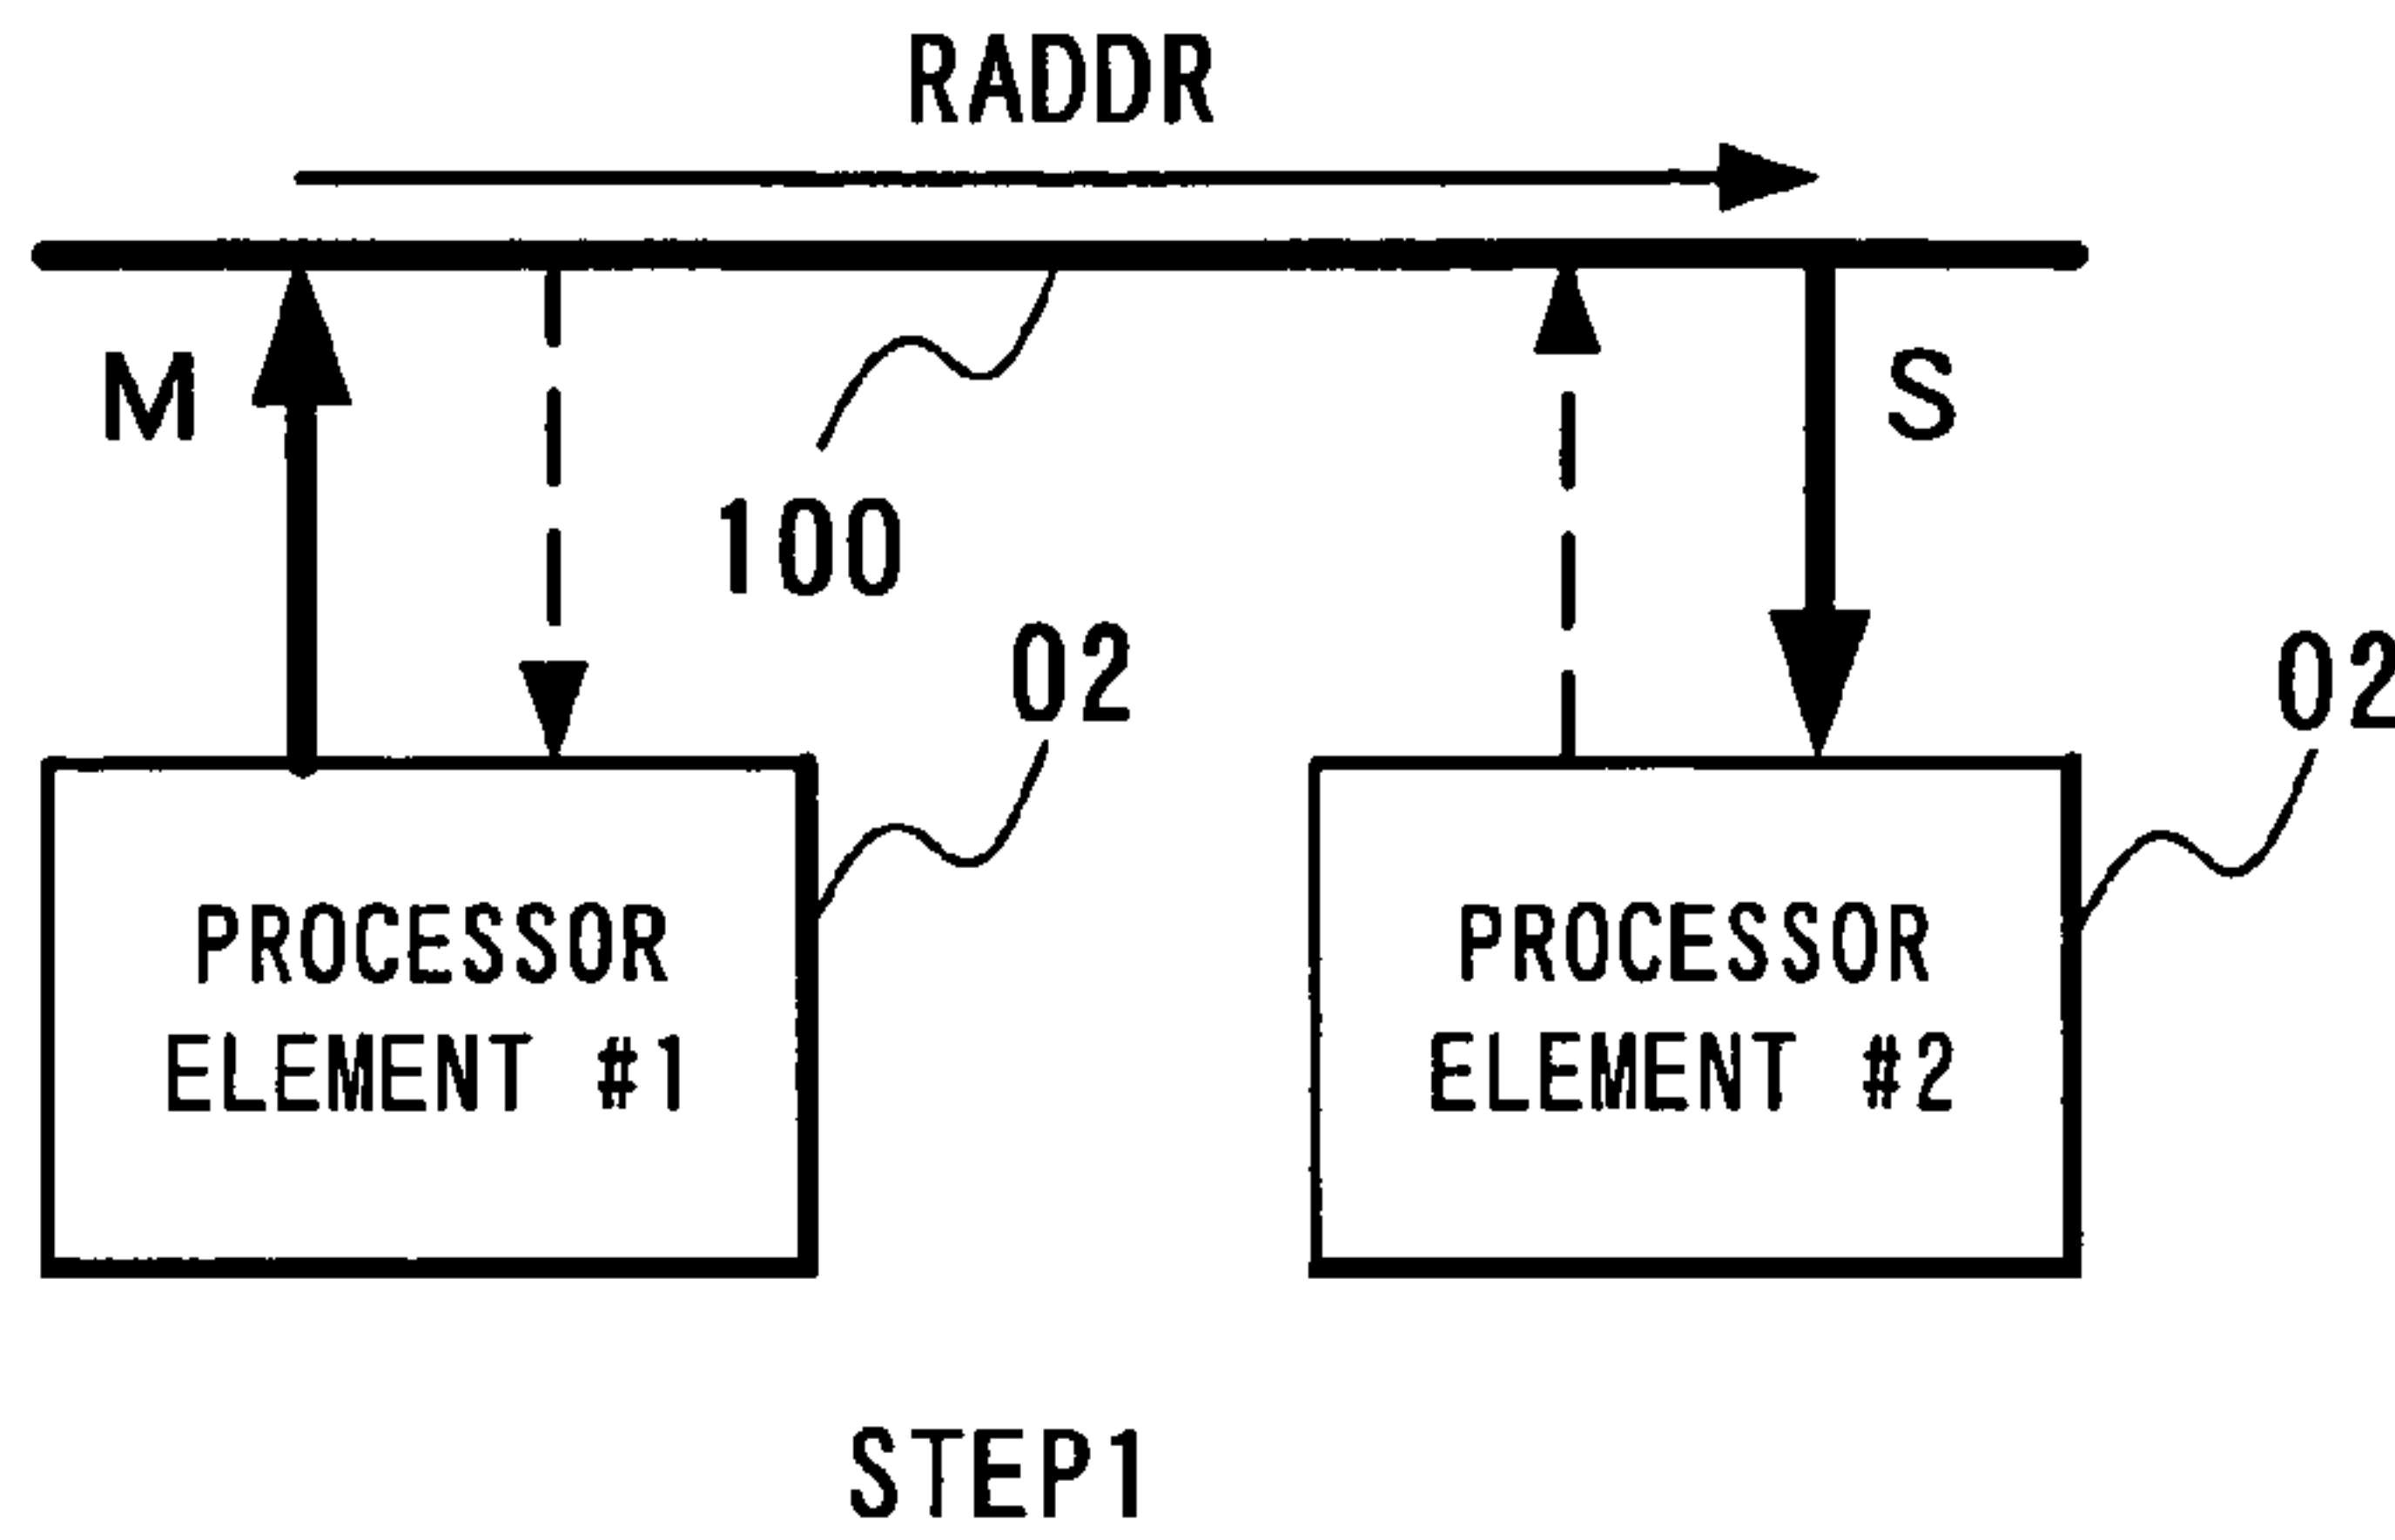 RADDR
M
S
100
02
02
PROCESSOR
ELEMENT #1
PROCESSOR
ELEMENT #2
STEP1